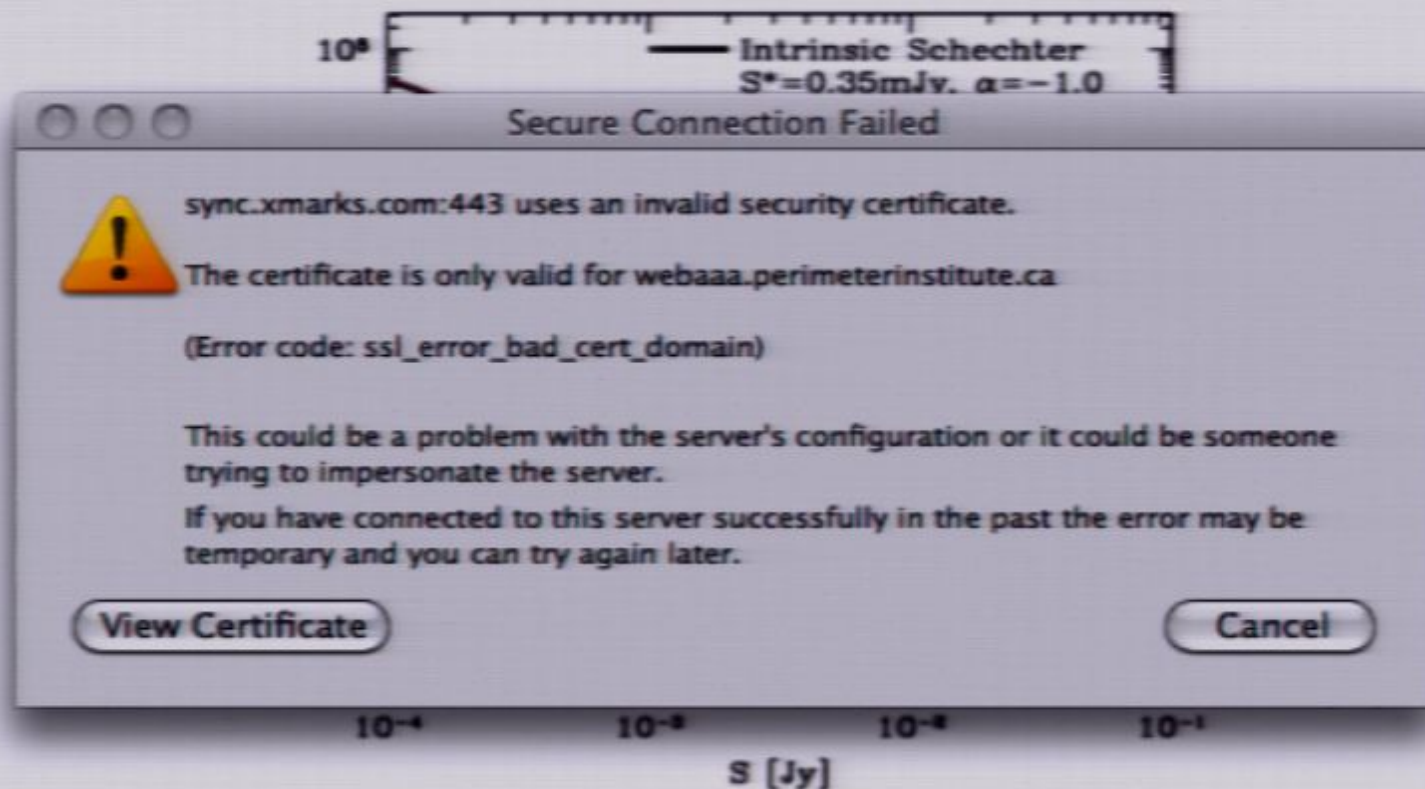 Intrinsic Schechter
S*=0.35mJy, α=-1.0
Secure Connection Failed
sync.xmarks.com:443 uses an invalid security certificate.
The certificate is only valid for webaaa.perimeterinstitute.ca
(Error code: ssl_error_bad_cert_domain)
This could be a problem with the server's configuration or it could be someone
trying to impersonate the server.
If you have connected to this server successfully in the past the error may be
temporary and you can try again later.
View Certificate Cancel
10⁻⁴ 10⁻³ 10⁻² 10⁻¹
S [Jy]